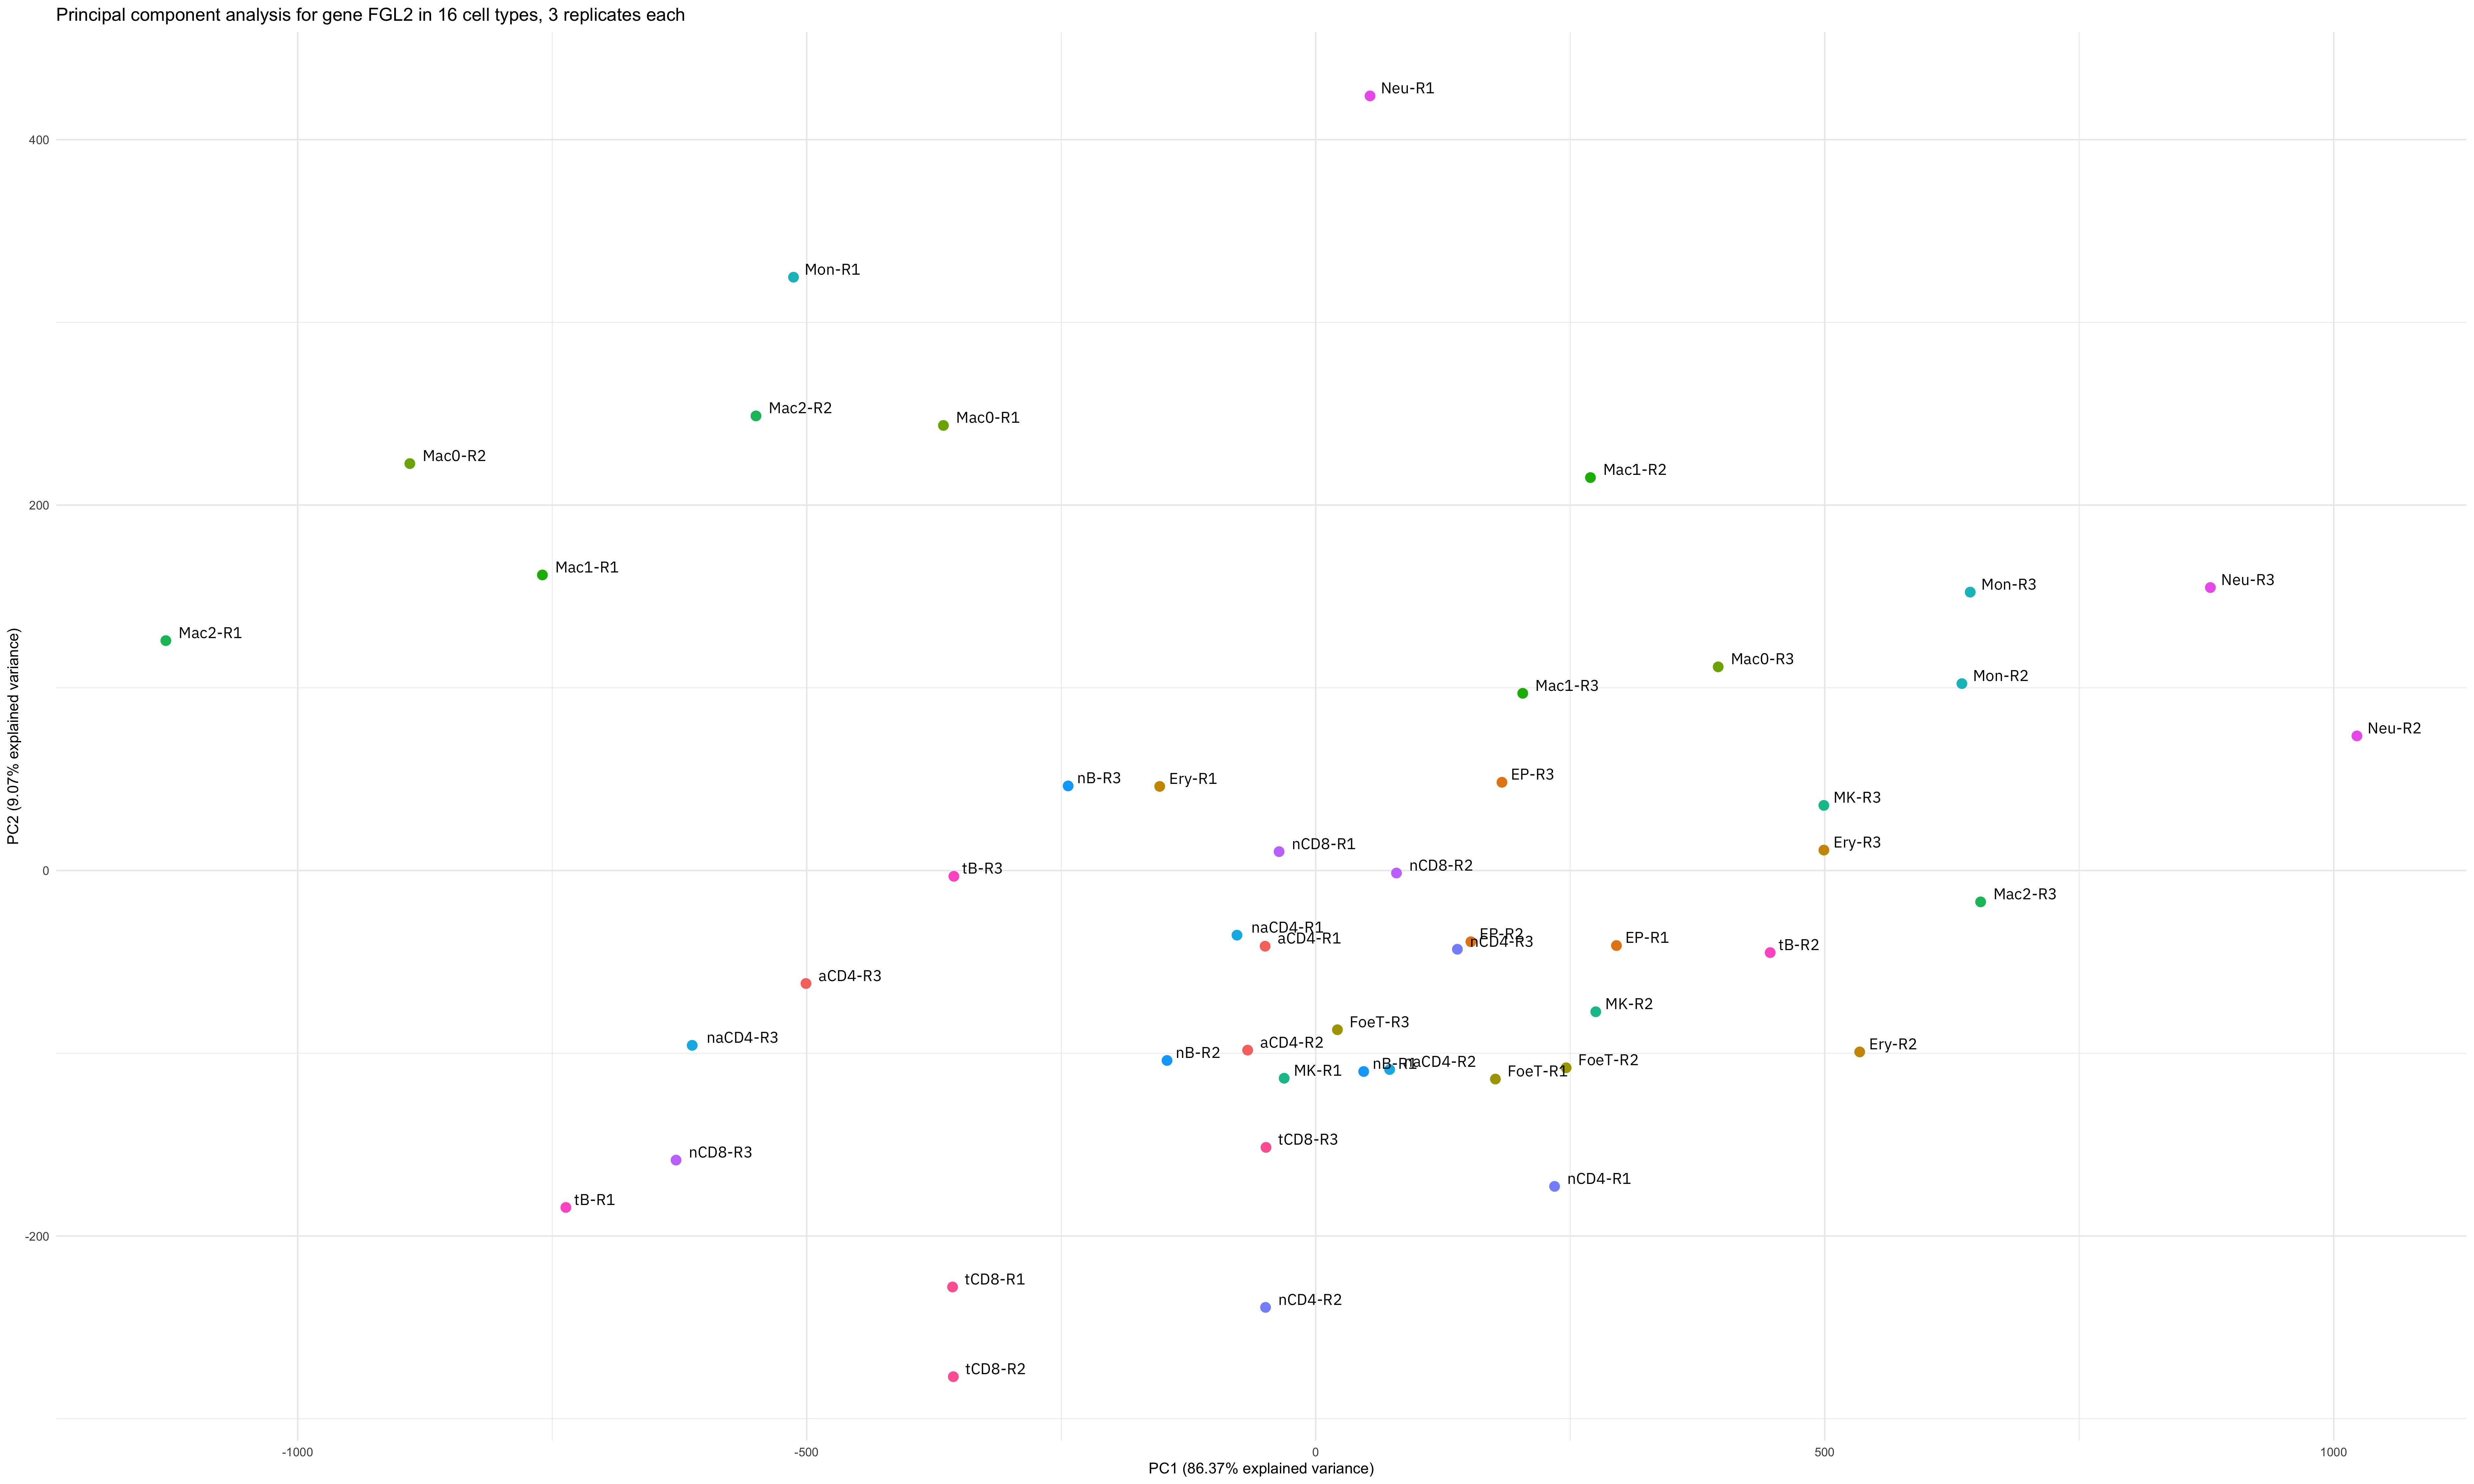 Principal component analysis for gene FGL2 in 16 cell types, 3 replicates each
Neu-R1
400
Mon-R1
Mac2-R2
Mac0-R1
Mac0-R2
Mac1-R2
200
Mac1-R1
Mon-R3
Neu-R3
Mac2-R1
Mac0-R3
Mon-R2
Mac1-R3
Neu-R2
nB-R3
Ery-R1
EP-R3
MK-R3
Ery-R3
nCD8-R1
nCD8-R2
tB-R3
0
Mac2-R3
naCD4-R1
aCD4-R1
EP-R2
nCD4-R3
EP-R1
tB-R2
aCD4-R3
MK-R2
FoeT-R3
naCD4-R3
aCD4-R2
Ery-R2
nB-R2
nB-R1
naCD4-R2
FoeT-R2
MK-R1
FoeT-R1
tCD8-R3
nCD8-R3
nCD4-R1
tB-R1
-200
tCD8-R1
nCD4-R2
tCD8-R2
PC2 (9.07% explained variance)
-1000
-500
0
500
1000
PC1 (86.37% explained variance)